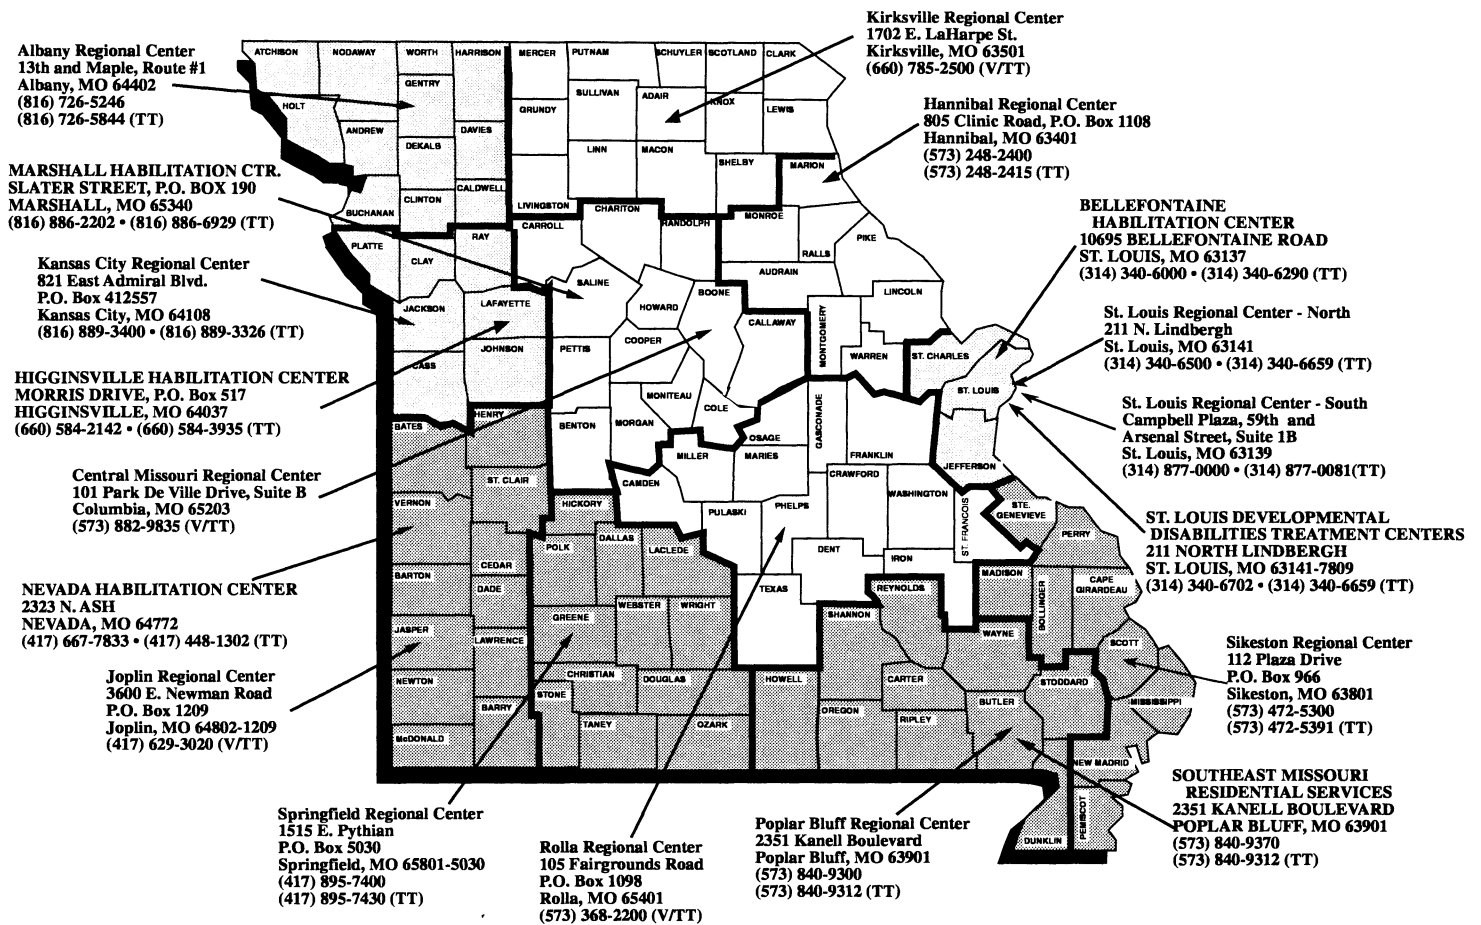 Albany Regional Center
13th and Maple, Route #1
Albany, MO 64402
(816) 726-5246
(816) 726-5844 (TT)
MARSHALL HABILITATION CTR.
SLATER STREET, P.O. BOX 190
MARSHALL, MO 65340
(816) 886-2202 • (816) 886-6929 (TT)
Kansas City Regional Center
821 East Admiral Blvd.
P.O. Box 412557
Kansas City, MO 64108
(816) 889-3400 • (816) 889-3326 (TT)
HIGGINSVILLE HABILITATION CENTER
MORRIS DRIVE, P.O. Box 517
HIGGINSVILLE, MO 64037
(660) 584-2142 • (660) 584-3935 (TT)
Central Missouri Regional Center
101 Park De Ville Drive, Suite B
Columbia, MO 65203
(573) 882-9835 (V/TT)
NEVADA HABILITATION CENTER
2323 N. ASH
NEVADA, MO 64772
(417) 667-7833 • (417) 448-1302 (TT)
Joplin Regional Center
3600 E. Newman Road
P.O. Box 1209
Joplin, MO 64802-1209
(417) 629-3020 (V/TT)
Springfield Regional Center
1515 E. Pythian
P.O. Box 5030
Springfield, MO 65801-5030
(417) 895-7400
(417) 895-7430 (TT)
Rolla Regional Center
105 Fairgrounds Road
P.O. Box 1098
Rolla, MO 65401
(573) 368-2200 (V/TT)
Poplar Bluff Regional Center
2351 Kanell Boulevard
Poplar Bluff, MO 63901
(573) 840-9300
(573) 840-9312 (TT)
Kirksville Regional Center
1702 E. LaHarpe St.
Kirksville, MO 63501
(660) 785-2500 (V/TT)
Hannibal Regional Center
805 Clinic Road, P.O. Box 1108
Hannibal, MO 63401
(573) 248-2400
(573) 248-2415 (TT)
BELLEFONTAINE
HABILITATION CENTER
10695 BELLEFONTAINE ROAD
ST. LOUIS, MO 63137
(314) 340-6000 • (314) 340-6290 (TT)
St. Louis Regional Center - North
211 N. Lindbergh
St. Louis, MO 63141
(314) 340-6500 • (314) 340-6659 (TT)
St. Louis Regional Center - South
Campbell Plaza, 59th and
Arsenal Street, Suite 1B
St. Louis, MO 63139
(314) 877-0000 • (314) 877-0081(TT)
ST. LOUIS DEVELOPMENTAL
DISABILITIES TREATMENT CENTERS
211 NORTH LINDBERGH
ST. LOUIS, MO 63141-7809
(314) 340-6702 • (314) 340-6659 (TT)
Sikeston Regional Center
112 Plaza Drive
P.O. Box 966
Sikeston, MO 63801
(573) 472-5300
(573) 472-5391 (TT)
SOUTHEAST MISSOURI
RESIDENTIAL SERVICES
2351 KANELL BOULEVARD
POPLAR BLUFF, MO 63901
(573) 840-9370
(573) 840-9312 (TT)
ATCHISON
NODAWAY
WORTH
HARRISON
MERCER
PUTNAM
SCHUYLER
SCOTLAND
CLARK
GENTRY
HOLT
SULLIVAN
ADAIR
KNOX
LEWIS
GRUNDY
ANDREW
DAVIES
DEKALB
LINN
MACON
SHELBY
MARION
BUCHANAN
CLINTON
CALDWELL
LIVINGSTON
CHARITON
RANDOLPH
MONROE
CARROLL
RALLS
PIKE
PLATTE
CLAY
RAY
AUDRAIN
SALINE
HOWARD
BOONE
LINCOLN
JACKSON
LAFAYETTE
CALLAWAY
MONTGOMERY
WARREN
ST. CHARLES
COOPER
PETTIS
JOHNSON
CASS
ST. LOUIS
MONITEAU
COLE
GASCONADE
HENRY
BATES
BENTON
MORGAN
OSAGE
MILLER
MARIES
FRANKLIN
JEFFERSON
CAMDEN
CRAWFORD
WASHINGTON
ST. CLAIR
VERNON
HICKORY
PULASKI
PHELPS
ST. FRANCOIS
STE.
GENEVIEVE
PERRY
POLK
DALLAS
LACLEDE
DENT
IRON
CEDAR
BARTON
MADISON
BOLLINGER
CAPE
GIRARDEAU
DADE
TEXAS
REYNOLDS
GREENE
WEBSTER
WRIGHT
SHANNON
JASPER
LAWRENCE
WAYNE
SCOTT
NEWTON
CHRISTIAN
DOUGLAS
HOWELL
CARTER
STODDARD
STONE
BARRY
BUTLER
MISSISSIPPI
OREGON
RIPLEY
TANEY
OZARK
McDONALD
NEW MADRID
DUNKLIN
PEMISCOT